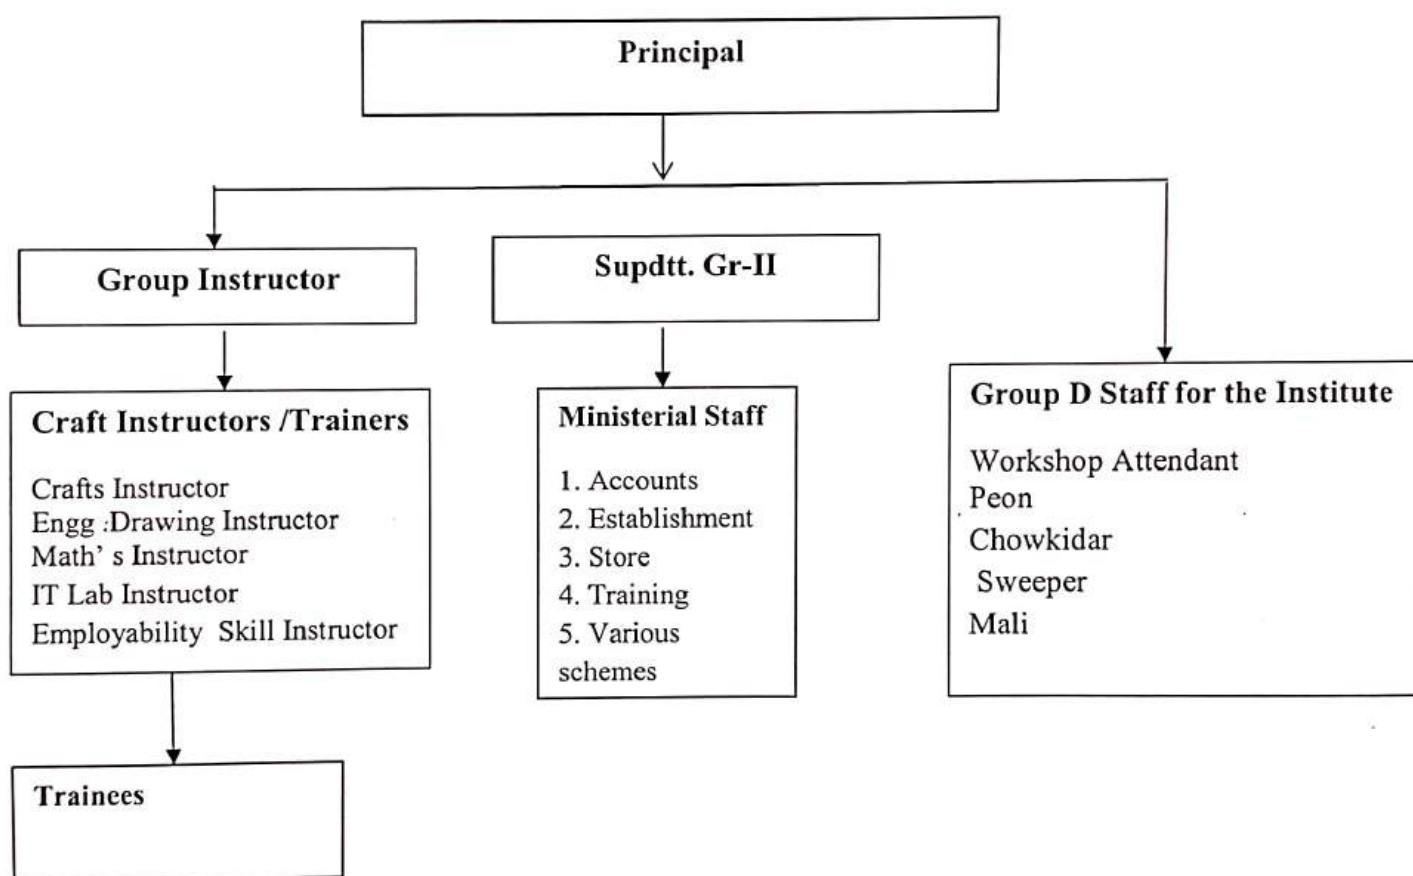 Principal
Group Instructor
Supdtt. Gr-II
Craft Instructors /Trainers
Crafts Instructor
Engg :Drawing Instructor
Math' s Instructor
IT Lab Instructor
Employability Skill Instructor
Ministerial Staff
1. Accounts
2. Establishment
3. Store
4. Training
5. Various
schemes
Group D Staff for the Institute
Workshop Attendant
Peon
Chowkidar
Sweeper
Mali
Trainees